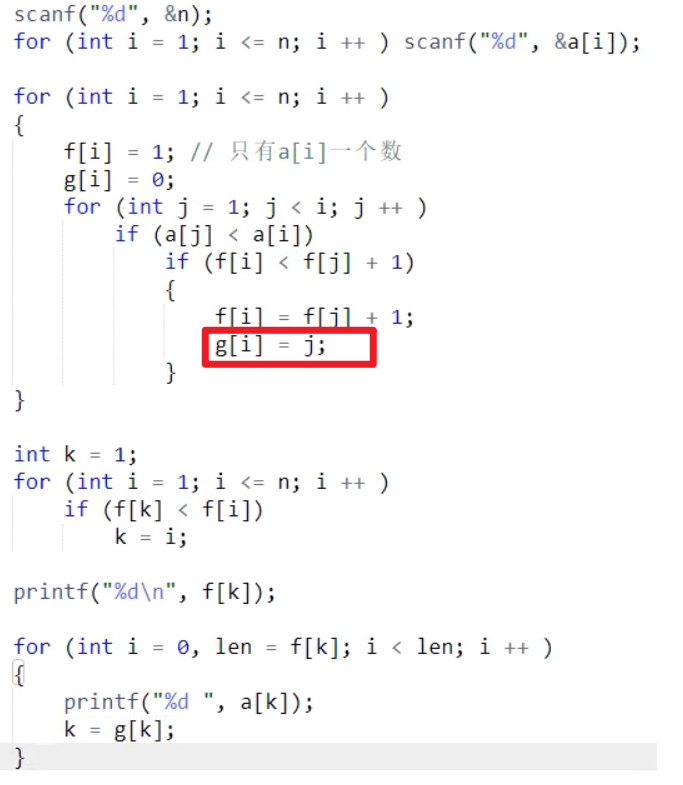 scanf("%d", &n);
for (int i = 1; i <= n; i ++ ) scanf("%d", &a[i]);
for (int i = 1; i <= n; i ++ )
{
f[i] = 1; // 只有a[i]一个数
g[i] = 0;
for (int j = 1; j < i; j ++ )
if (a[j] < a[i])
if (f[i] < f[j] + 1)
{
f[i] = f[j] + 1;
g[i] = j;
}
}
int k = 1;
for (int i = 1; i <= n; i ++ )
if (f[k] < f[i])
k = i;
printf("%d\n", f[k]);
for (int i = 0, len = f[k]; i < len; i ++ )
{
printf("%d ", a[k]);
k = g[k];
}